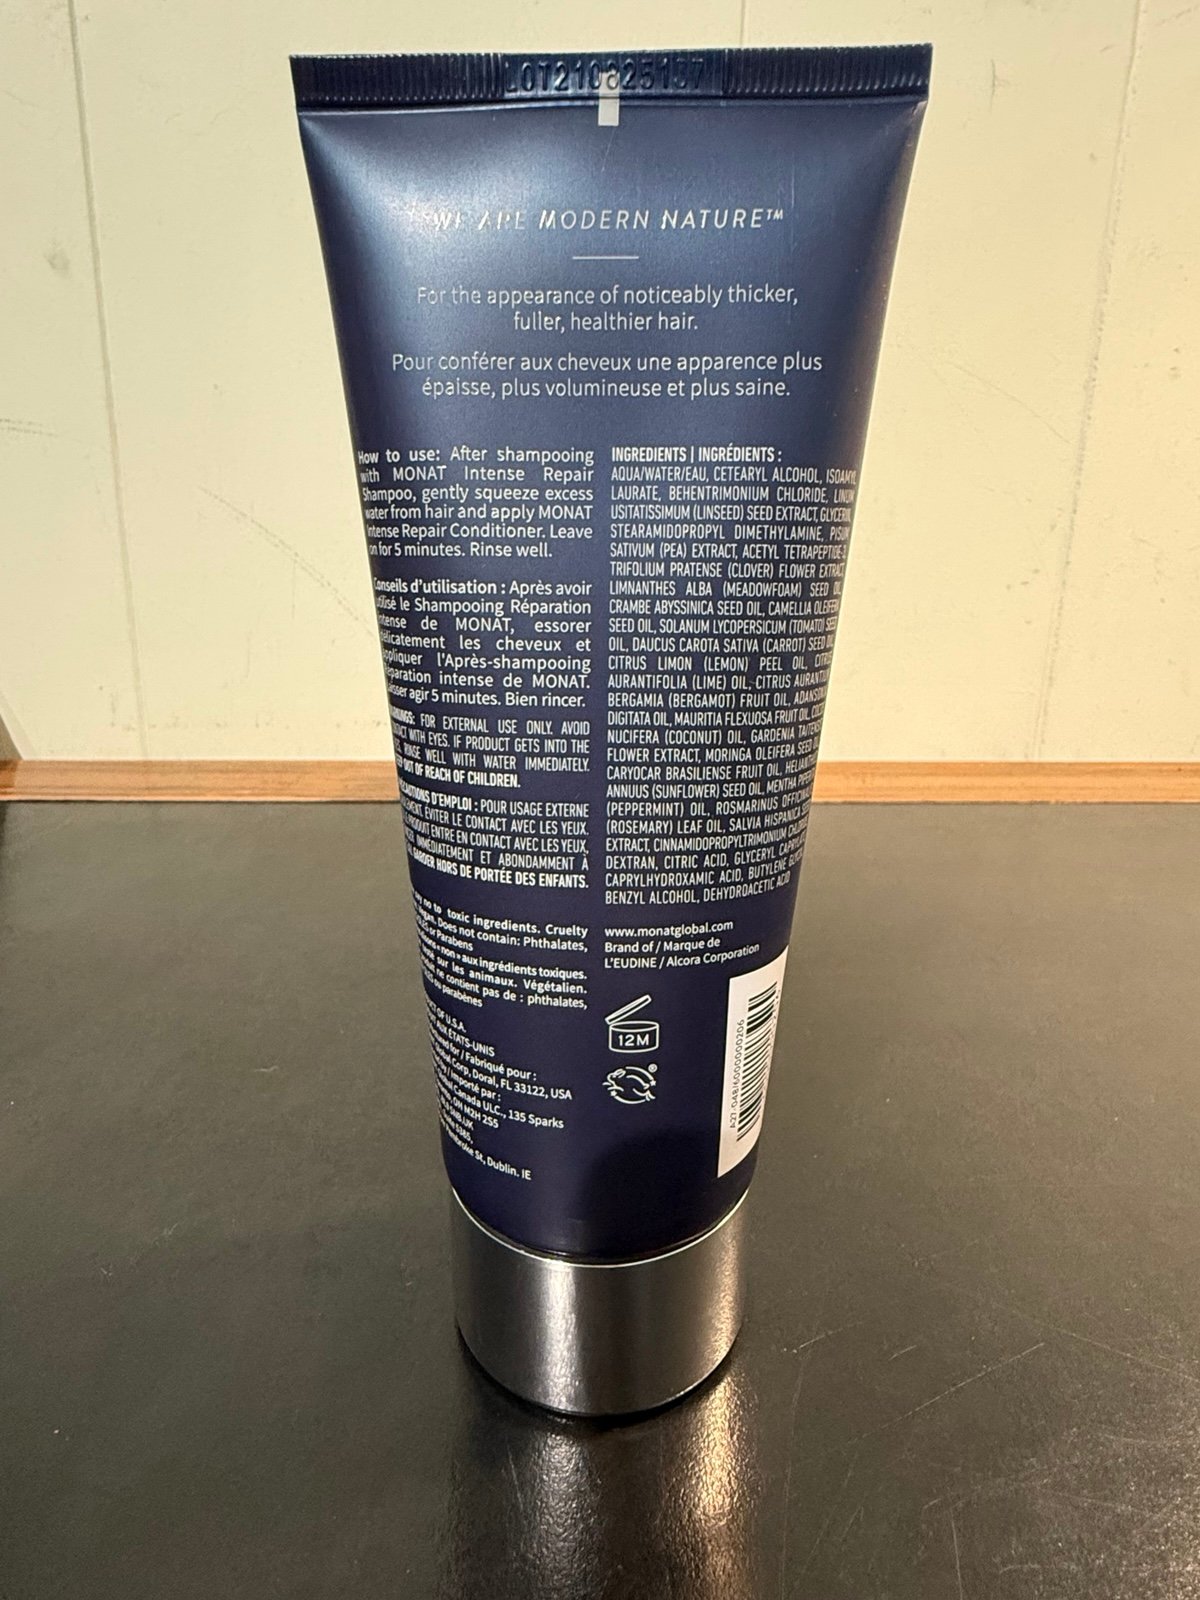 WE ARE MODERN NATURE™
For the appearance of noticeably thicker,
fuller, healthier hair.
Pour conférer aux cheveux une apparence plus
épaisse, plus volumineuse et plus saine.
How to use: After shampooing
with MONAT Intense Repair
Shampoo, gently squeeze excess
water from hair and apply MONAT
Intense Repair Conditioner. Leave
on for 5 minutes. Rinse well.
Conseils d'utilisation : Après avoir
utilisé le Shampooing Réparation
intense de MONAT, essorer
délicatement les cheveux et
appliquer l'Après-shampooing
réparation intense de MONAT.
Laisser agir 5 minutes. Bien rincer.
FOR EXTERNAL USE ONLY. AVOID
WITH EYES. IF PRODUCT GETS INTO THE
RINSE WELL WITH WATER IMMEDIATELY.
OUT OF REACH OF CHILDREN.
D'EMPLOI : POUR USAGE EXTERNE
ÉVITER LE CONTACT AVEC LES YEUX.
PRODUIT ENTRE EN CONTACT AVEC LES YEUX,
IMMÉDIATEMENT ET ABONDAMMENT À
GARDER HORS DE PORTÉE DES ENFANTS.
no to toxic ingredients. Cruelty
Does not contain: Phthalates,
or Parabens
« non » aux ingrédients toxiques.
sur les animaux. Végétalien.
ne contient pas de : phthalates,
ou parabènes
OF U.S.A.
AUX ÉTATS-UNIS
for / Fabriqué pour :
Corp, Doral, FL 33122, USA
by / importé par :
Canada ULC., 135 Sparks
ON M2H 2S5
St, Dublin. IE
INGREDIENTS | INGRÉDIENTS :
AQUA/WATER/EAU, CETEARYL ALCOHOL, ISOAMYL
LAURATE, BEHENTRIMONIUM CHLORIDE, LINUM
USITATISSIMUM (LINSEED) SEED EXTRACT, GLYCERIN,
STEARAMIDOPROPYL DIMETHYLAMINE, PISUM
SATIVUM (PEA) EXTRACT, ACETYL
TRIFOLIUM PRATENSE (CLOVER) FLOWER EXTRACT,
LIMNANTHES ALBA (MEADOWFOAM) SEED OIL,
CRAMBE ABYSSINICA SEED OIL, CAMELLIA OLEIFERA
SEED OIL, SOLANUM LYCOPERSICUM (TOMATO) SEED
OIL, DAUCUS CAROTA SATIVA (CARROT) SEED OIL,
CITRUS LIMON (LEMON) PEEL OIL, CITRUS
AURANTIFOLIA (LIME) OIL, CITRUS AURANTIUM
BERGAMIA (BERGAMOT) FRUIT OIL, ADANSONIA
DIGITATA OIL, MAURITIA FLEXUOSA FRUIT OIL, COCOS
NUCIFERA (COCONUT) OIL, GARDENIA TAITENSIS
FLOWER EXTRACT, MORINGA OLEIFERA SEED OIL,
CARYOCAR BRASILIENSE FRUIT OIL, HELIANTHUS
ANNUUS (SUNFLOWER) SEED OIL, MENTHA PIPERITA
(PEPPERMINT) OIL, ROSMARINUS OFFICINALIS
(ROSEMARY) LEAF OIL, SALVIA HISPANICA SEED
EXTRACT, CINNAMIDOPROPYLTRIMONIUM CHLORIDE,
DEXTRAN, CITRIC ACID, GLYCERYL CAPRYLATE,
CAPRYLHYDROXAMIC ACID, BUTYLENE GLYCOL,
BENZYL ALCOHOL, DEHYDROACETIC ACID
www.monatglobal.com
Brand of / Marque de
L'EUDINE / Alcora Corporation
12M